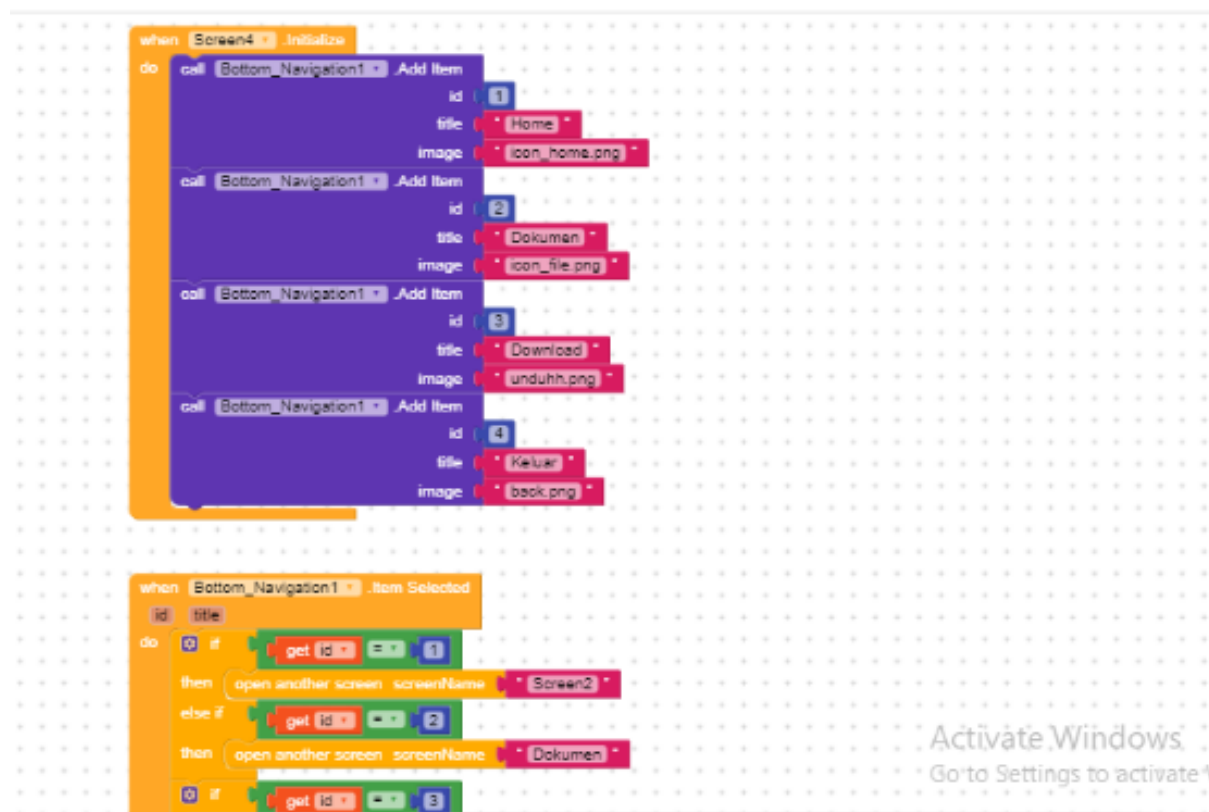 when Screen4 .Initialize
do call Bottom_Navigation1 .Add Item
id 1
title " Home "
image " icon_home.png "
call Bottom_Navigation1 .Add Item
id 2
title " Dokumen "
image " icon_file.png "
call Bottom_Navigation1 .Add Item
id 3
title " Download "
image " unduhh.png "
call Bottom_Navigation1 .Add Item
id 4
title " Keluar "
image " back.png "
when Bottom_Navigation1 .Item Selected
id title
do if get id = 1
then open another screen screenName " Screen2 "
else if get id = 2
then open another screen screenName " Dokumen "
if get id = 3
Activate Windows
Go to Settings to activate